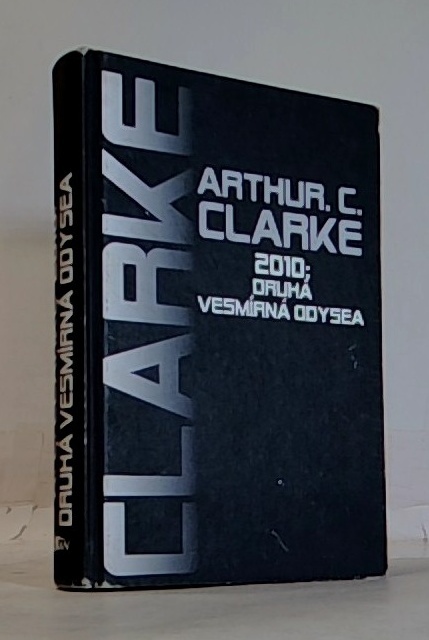 DRUHÁ VESMÍRNÁ ODYSEA
CLARKE
ARTHUR. C.
CLARKE
2010;
DRUHÁ
VESMÍRNÁ ODYSEA